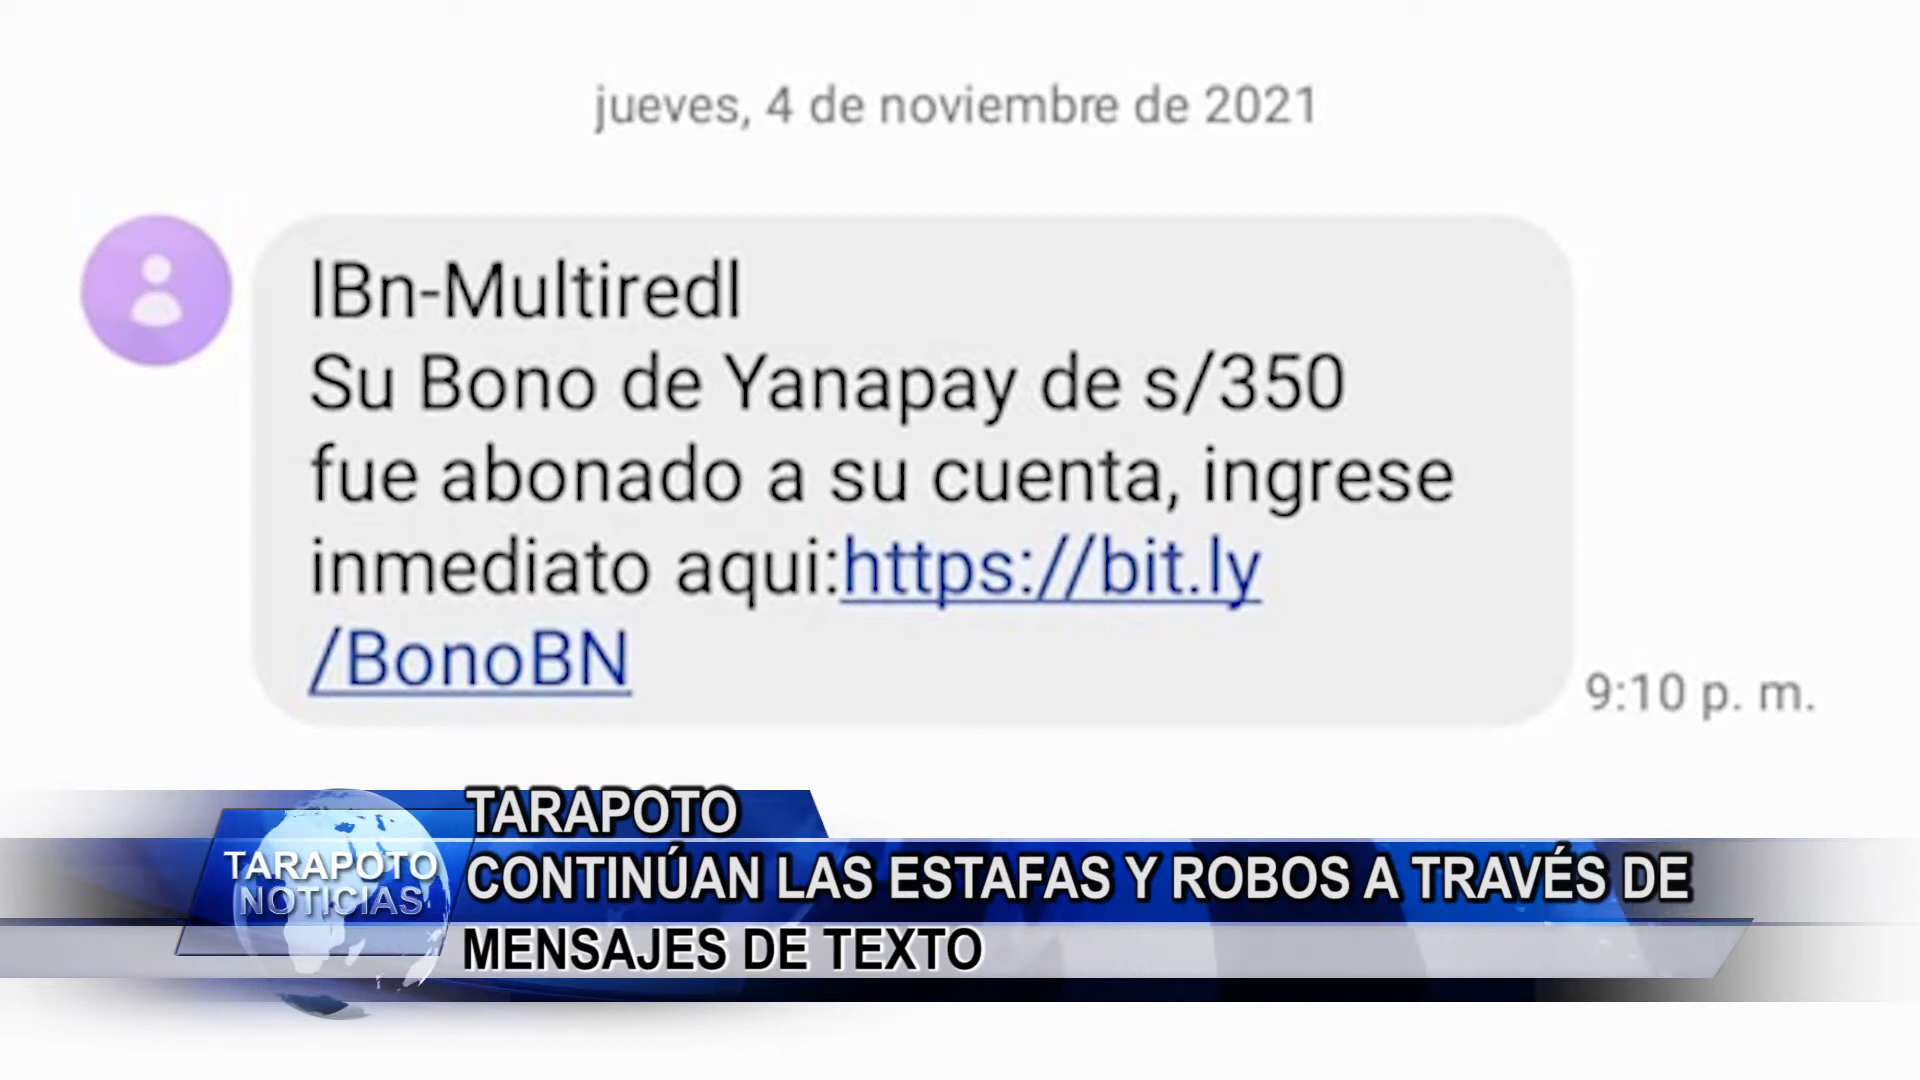 jueves, 4 de noviembre de 2021
lBn-Multiredl
Su Bono de Yanapay de s/350
fue abonado a su cuenta, ingrese
inmediato aqui:https://bit.ly
/BonoBN
9:10 p. m.
TARAPOTO
TARAPOTO
NOTICIAS
CONTINÚAN LAS ESTAFAS Y ROBOS A TRAVÉS DE
MENSAJES DE TEXTO